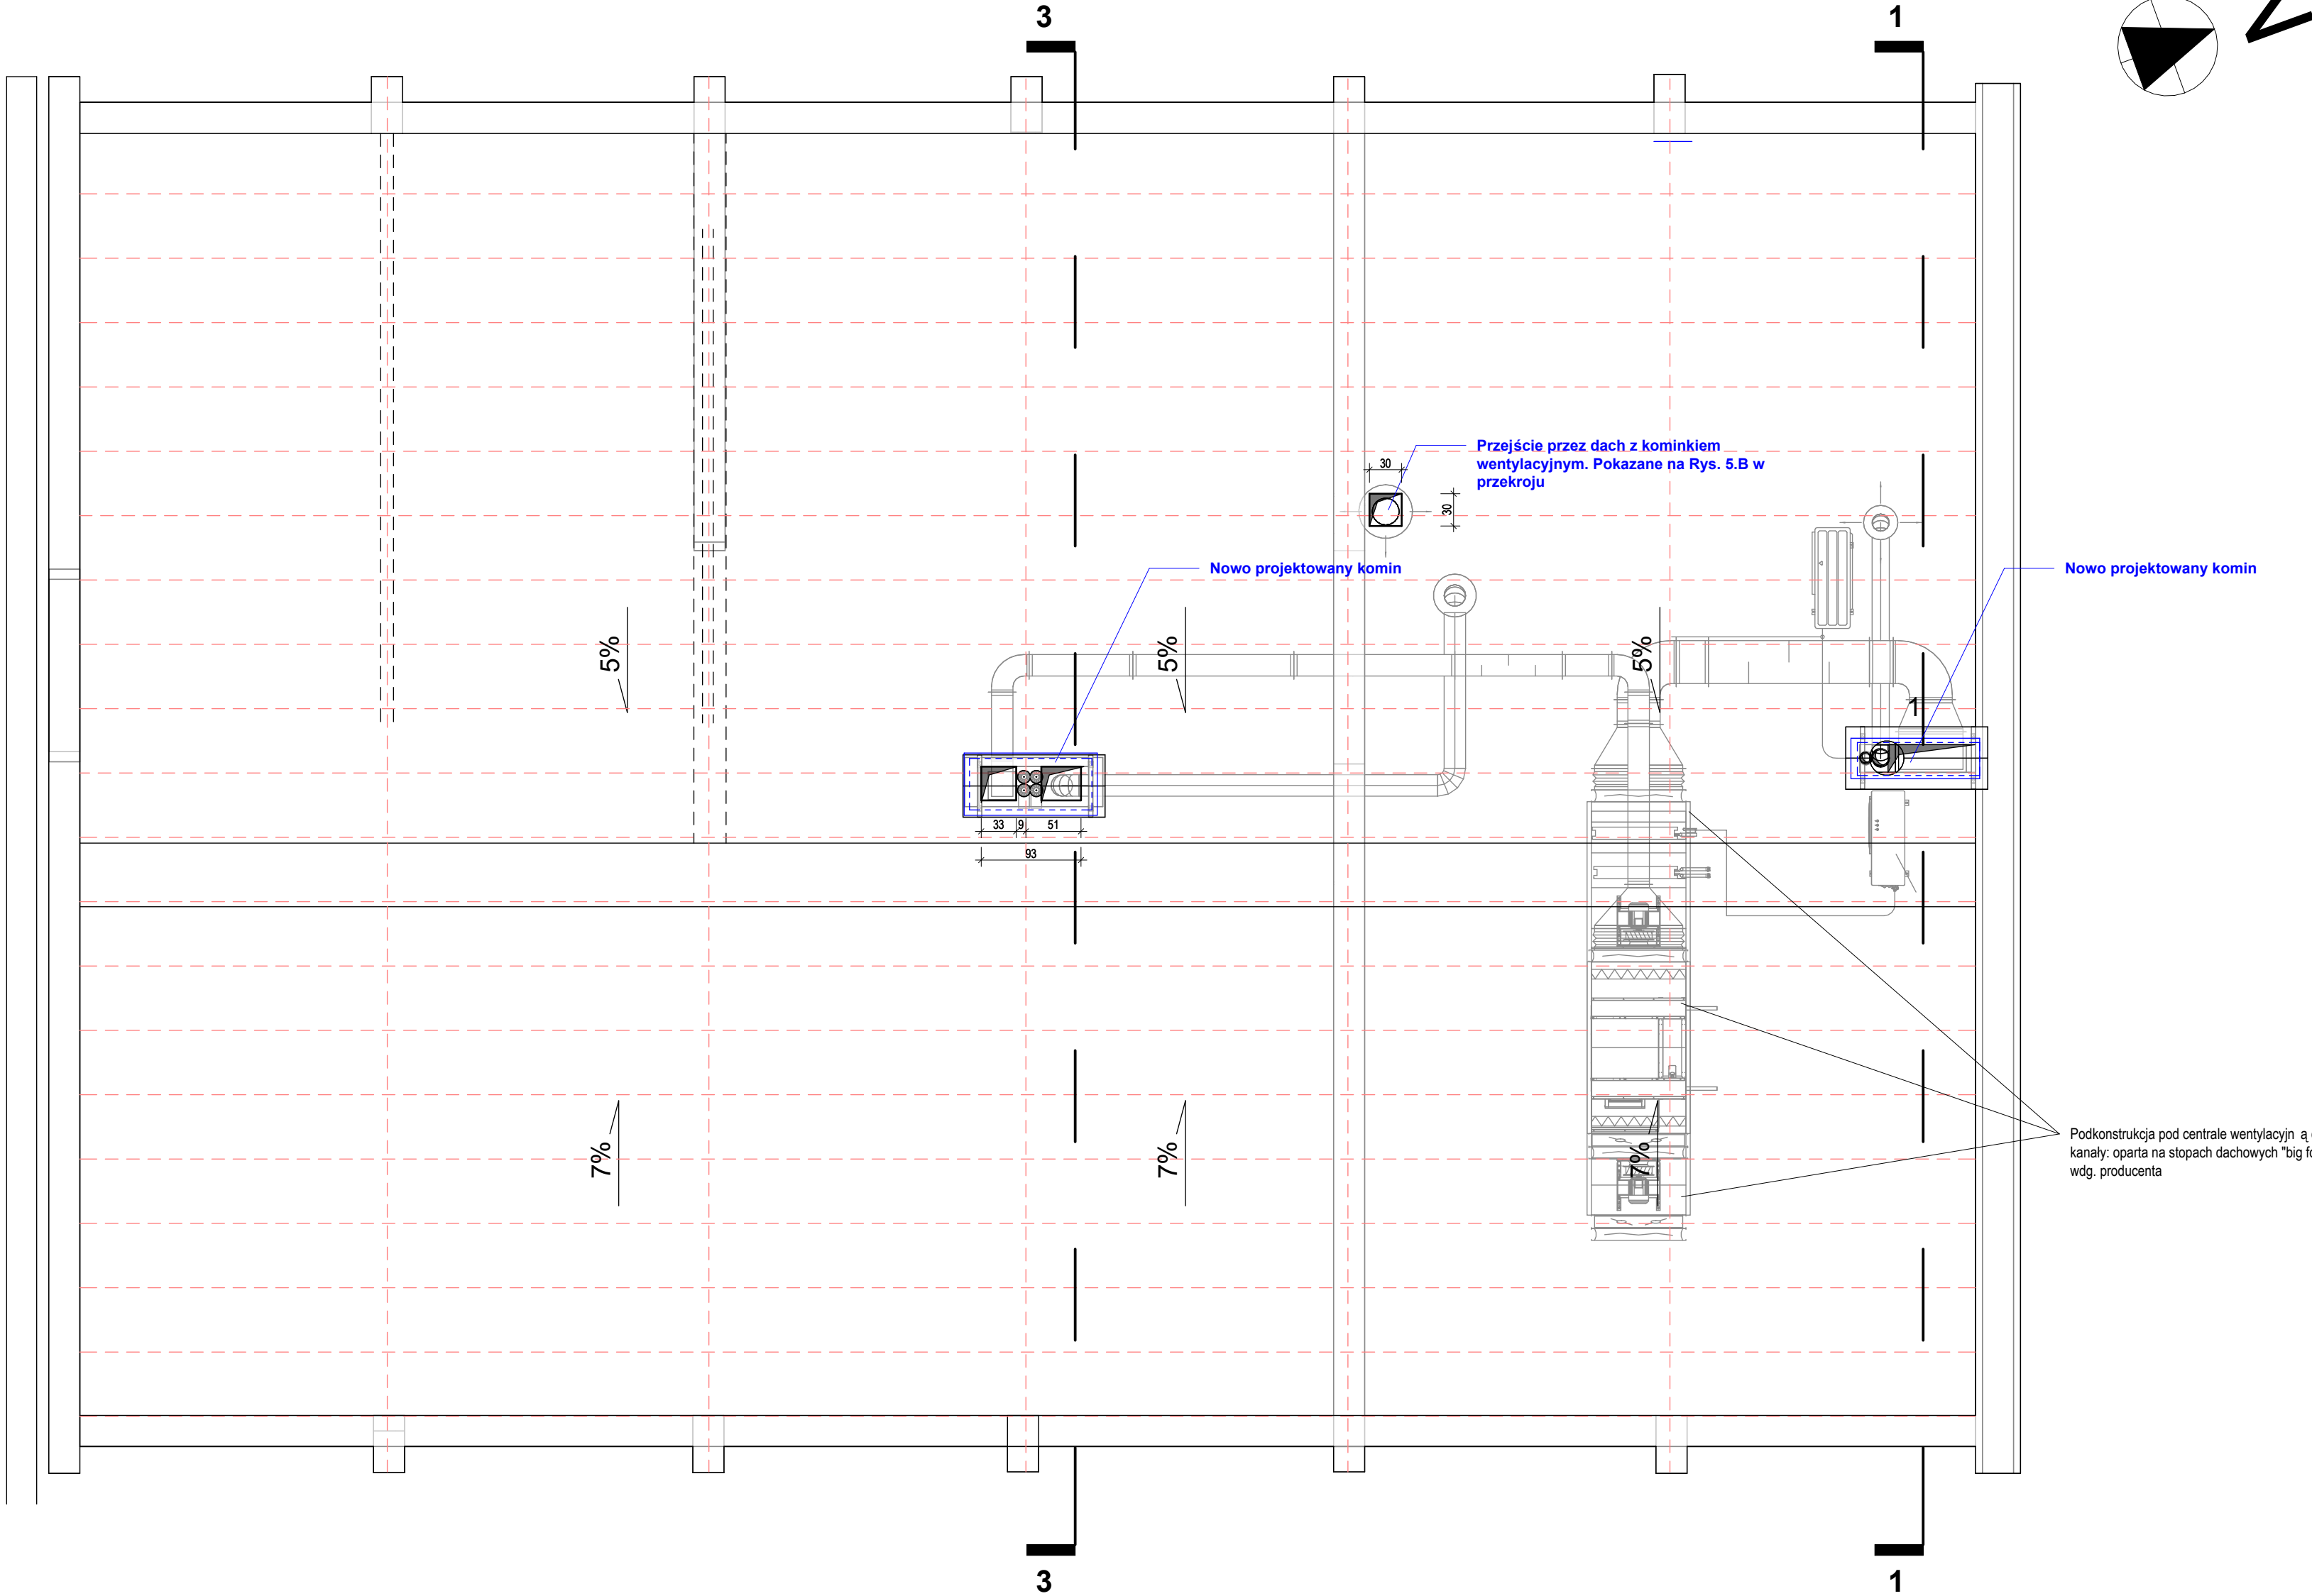 3
1
Przejście przez dach z kominkiem
wentylacyjnym. Pokazane na Rys. 5.B w
przekroju
30
30
Nowo projektowany komin
Nowo projektowany komin
5%
5%
5%
1
33
9
51
93
7%
7%
7%
Podkonstrukcja pod centrale wentylacyjn ą
kanały: oparta na stopach dachowych "big
wdg. producenta
3
1